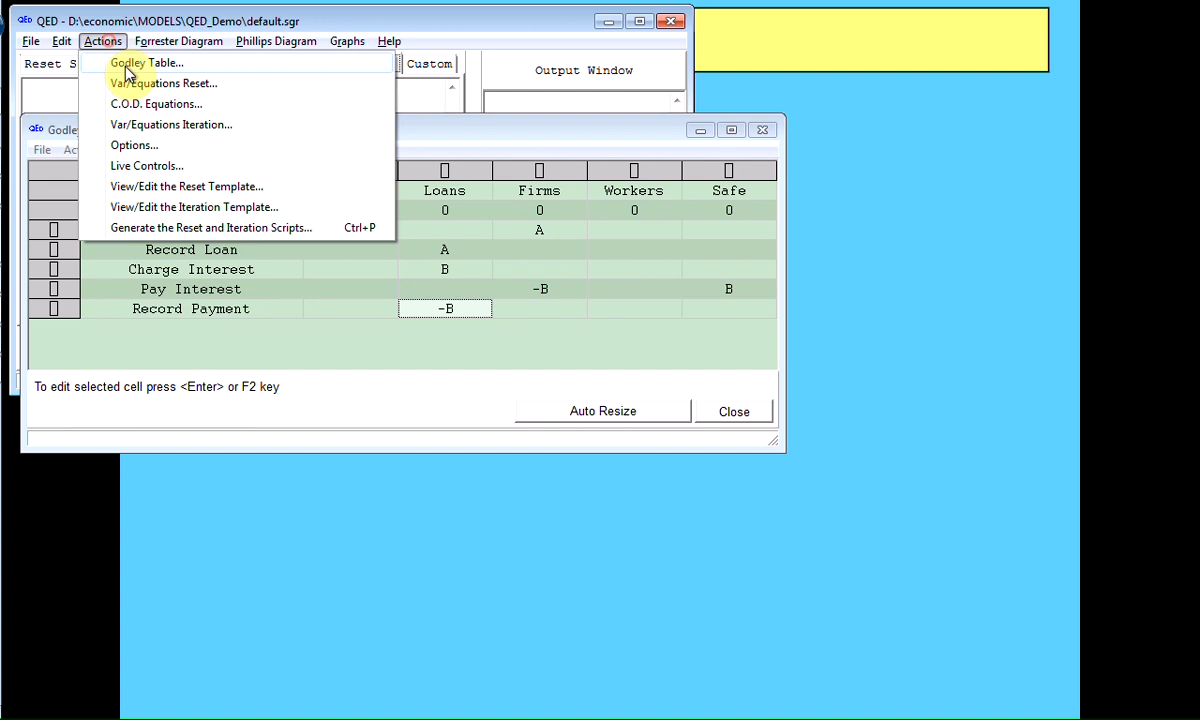 QED QED - D:\economic\MODELS\QED_Demo\default.sgr
File Edit Actions Forrester Diagram Phillips Diagram Graphs Help
Reset S
Custom
Output Window
Godley Table...
Var/Equations Reset...
C.O.D. Equations...
Var/Equations Iteration...
Options...
Live Controls...
View/Edit the Reset Template...
View/Edit the Iteration Template...
Generate the Reset and Iteration Scripts... Ctrl+P
QED Godley
File Ac
Loans Firms Workers Safe
0 0 0 0
A
Record Loan A
Charge Interest B
Pay Interest -B B
Record Payment -B
To edit selected cell press <Enter> or F2 key
Auto Resize Close